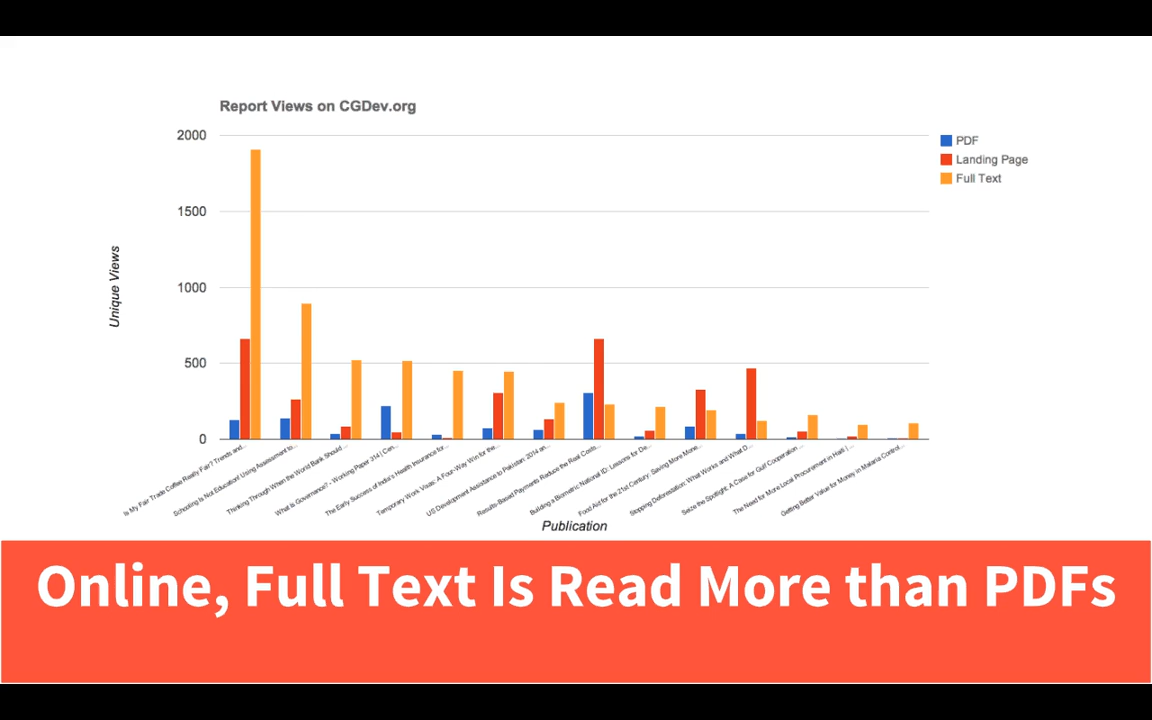 Report Views on CGDev.org
2000
1500
1000
500
0
Unique Views
PDF
Landing Page
Full Text
Is My Fair Trade Coffee Really Fair? Trends and...
Schooling Is Not Education! Using Assessment to...
Thinking Through When the World Bank Should...
What Is Governance? - Working Paper 314 | Cen...
The Early Success of India's Health Insurance for...
Temporary Work Visas: A Four-Way Win for the...
US Development Assistance to Pakistan: 2014 an...
Results-Based Payments Reduce the Real Costs...
Building a Biometric National ID: Lessons for De...
Food Aid for the 21st Century: Saving More Mone...
Stopping Deforestation: What Works and What D...
Seize the Spotlight: A Case for Gulf Cooperation ...
The Need for More Local Procurement in Haiti | ...
Getting Better Value for Money in Malaria Control...
Publication
Online, Full Text Is Read More than PDFs